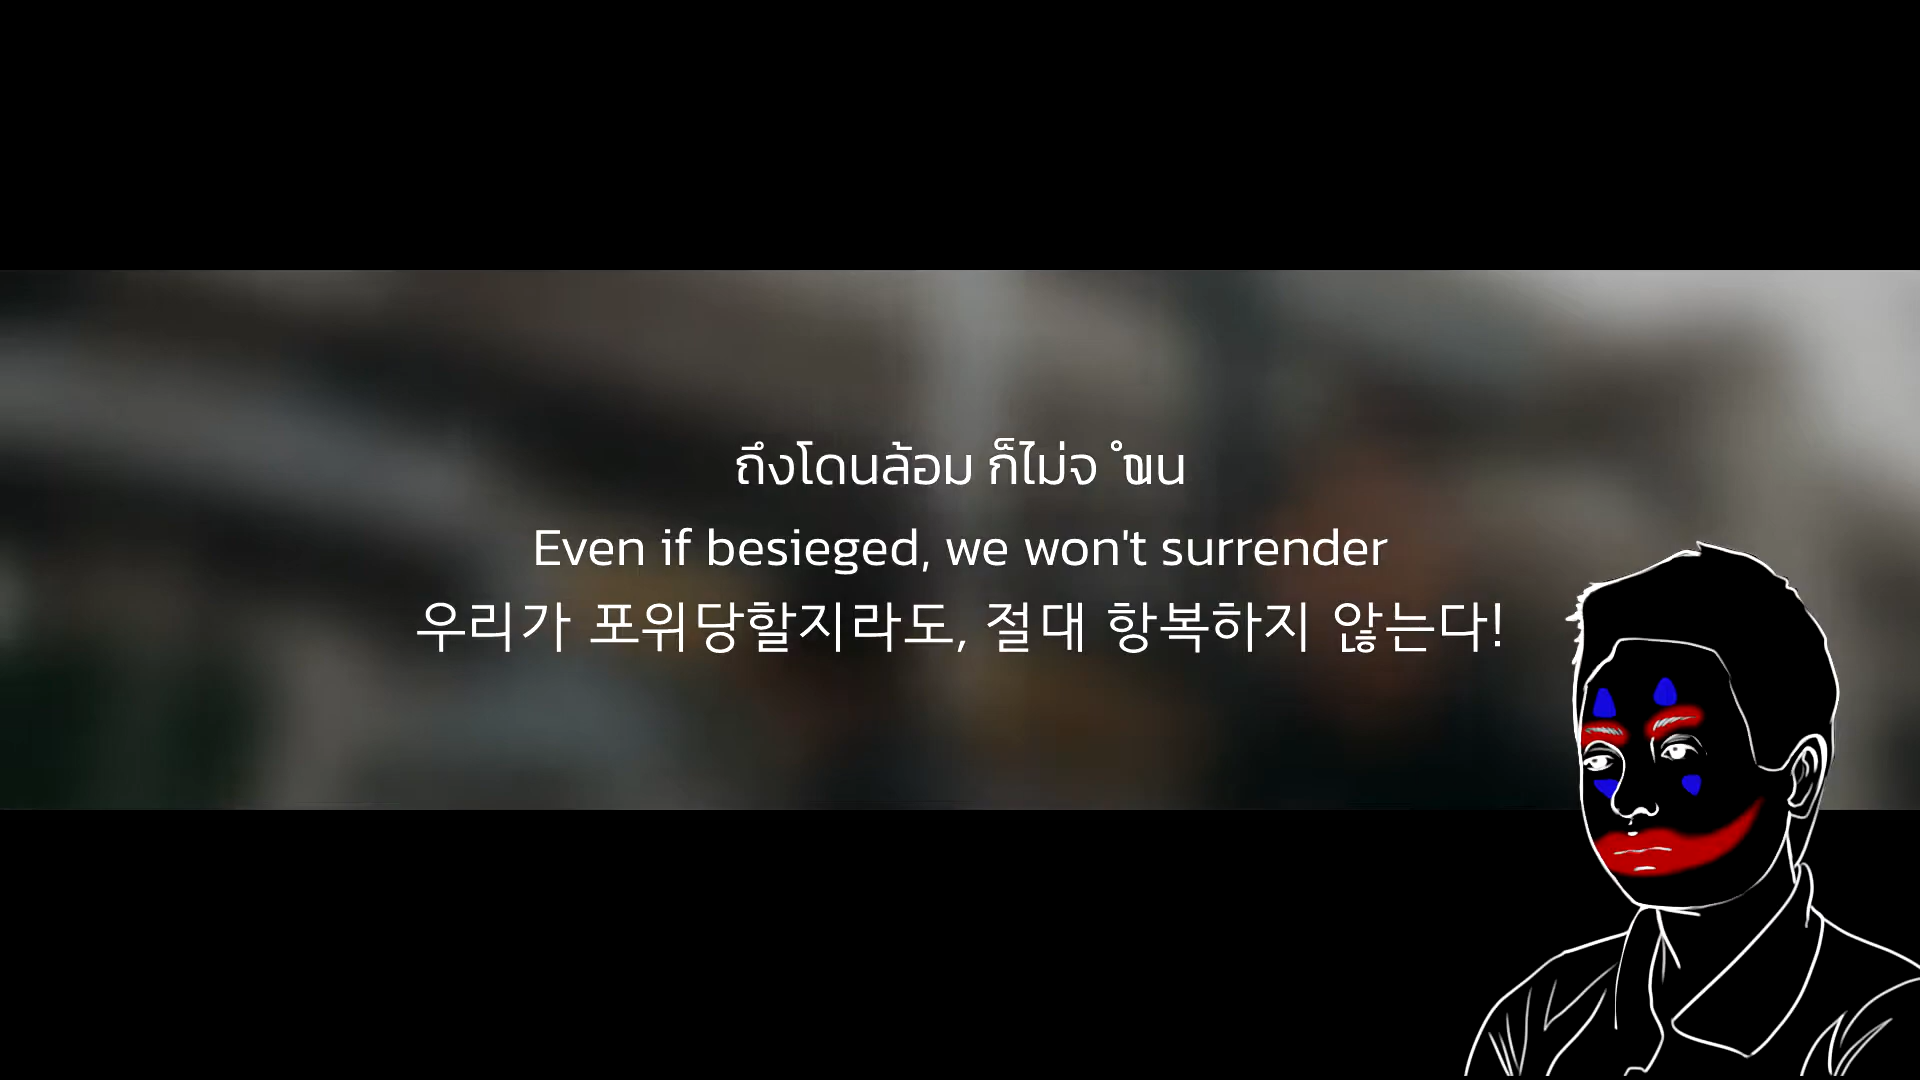 ถึงโดนล้อม ก็ไม่จำนน
Even if besieged, we won't surrender
우리가 포위당할지라도, 절대 항복하지 않는다!